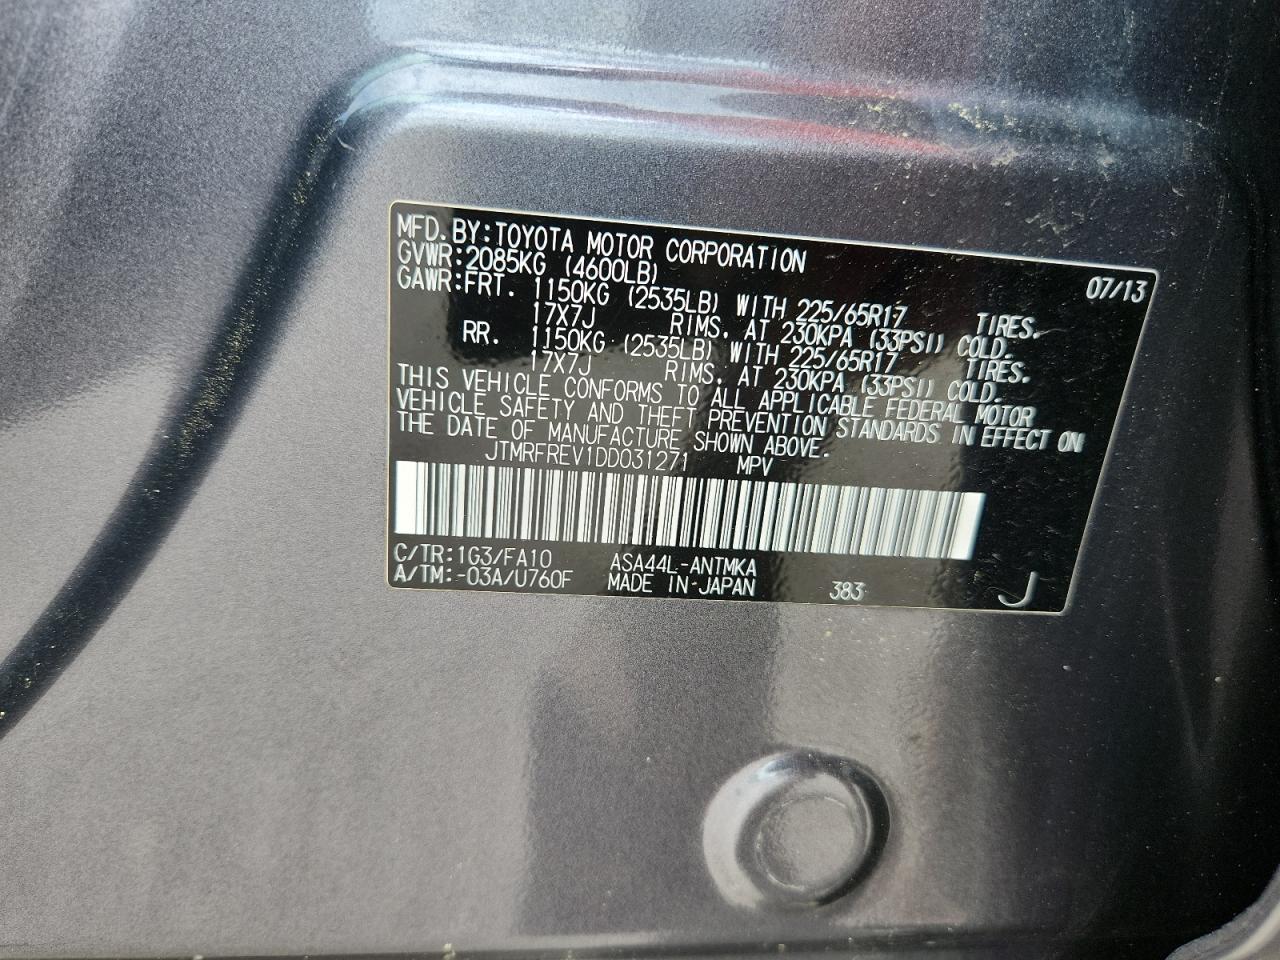 MFD. BY: TOYOTA MOTOR CORPORATION 07/13
GVWR: 2085KG (4600LB)
GAWR: FRT. 1150KG (2535LB) WITH 225/65R17 TIRES.
17X7J RIMS. AT 230KPA (33PSI) COLD.
RR. 1150KG (2535LB) WITH 225/65R17 TIRES.
17X7J RIMS. AT 230KPA (33PSI) COLD.
THIS VEHICLE CONFORMS TO ALL APPLICABLE FEDERAL MOTOR
VEHICLE SAFETY AND THEFT PREVENTION STANDARDS IN EFFECT ON
THE DATE OF MANUFACTURE SHOWN ABOVE.
JTMRFREV1DD031271 MPV
C/TR: 1G3/FA10 ASA44L-ANTMKA
A/TM: -03A/U760F MADE IN JAPAN 383 J